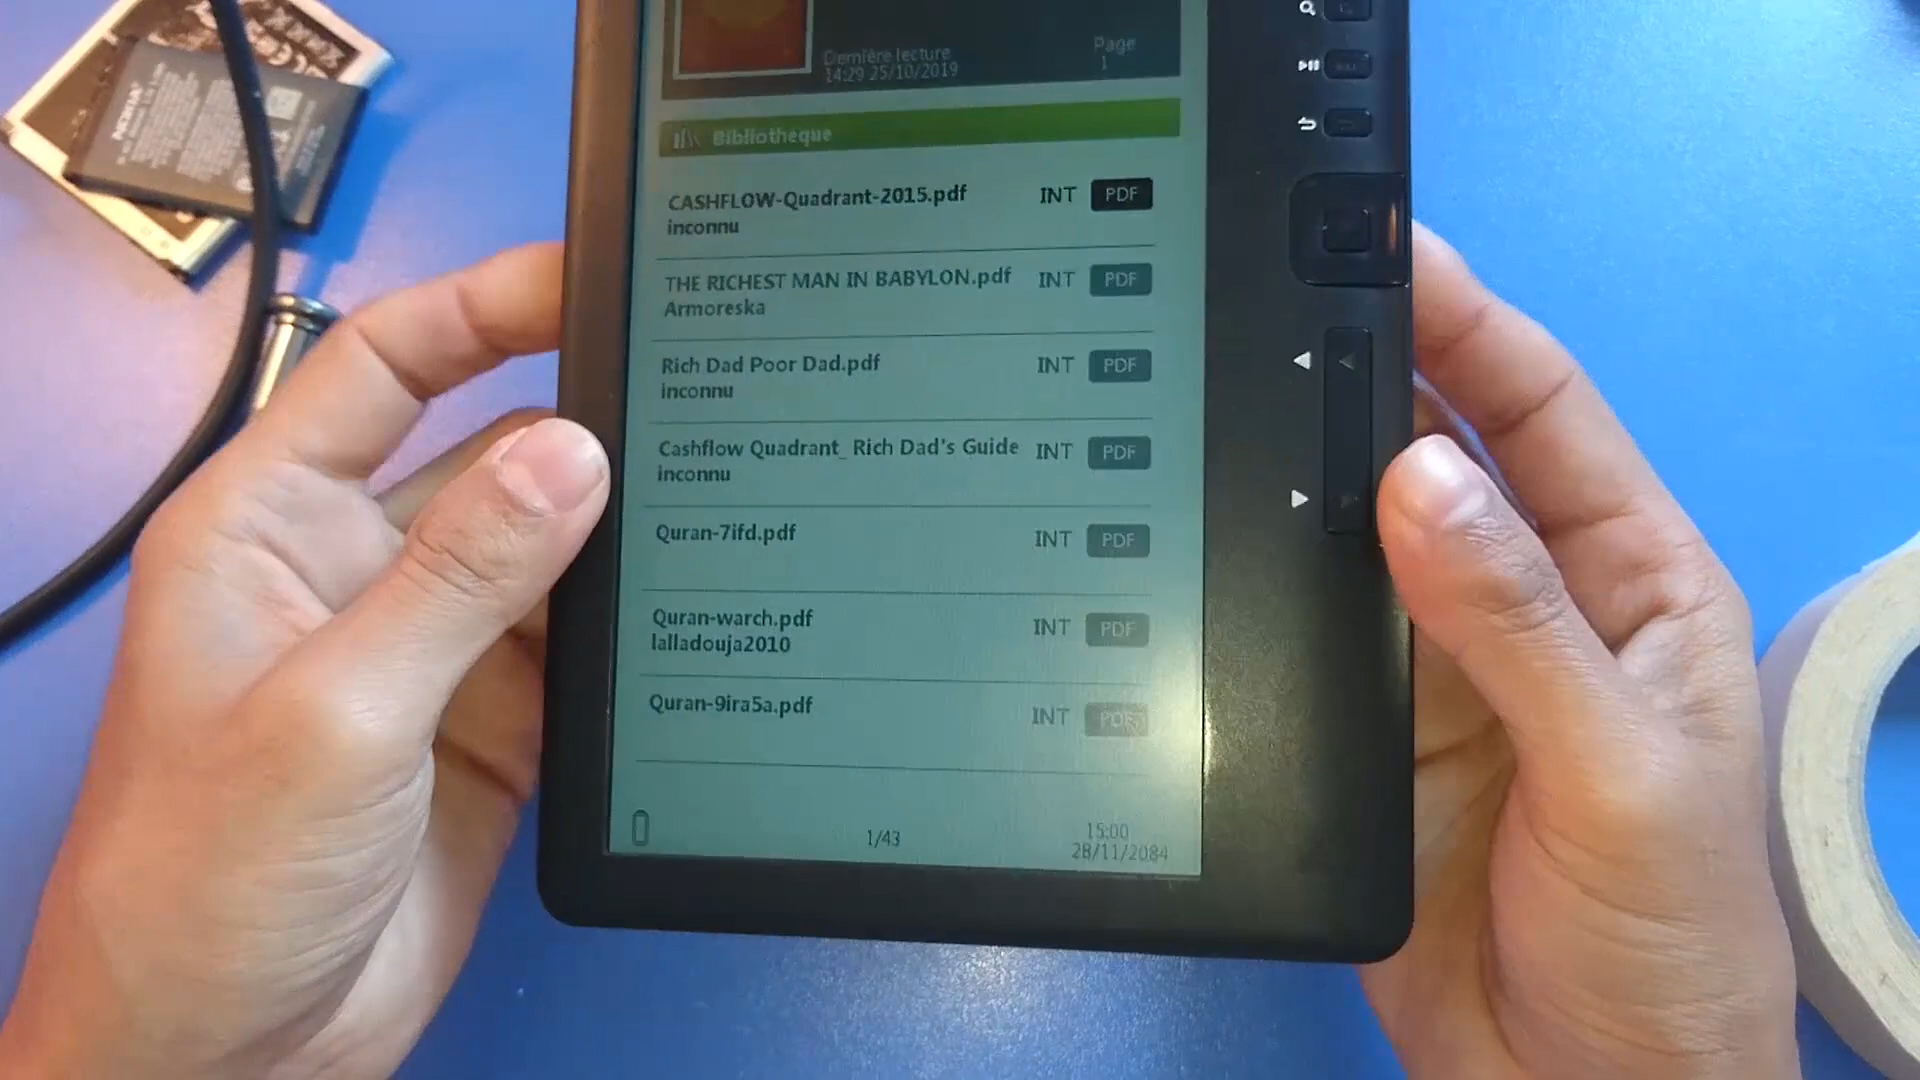 NOKIA
Dernière lecture
14:29 25/10/2019
Page
1
Bibliothèque
CASHFLOW-Quadrant-2015.pdf INT PDF
inconnu
THE RICHEST MAN IN BABYLON.pdf INT PDF
Armoreska
Rich Dad Poor Dad.pdf INT PDF
inconnu
Cashflow Quadrant_ Rich Dad's Guide INT PDF
inconnu
Quran-7ifd.pdf INT PDF
Quran-warch.pdf INT PDF
lalladouja2010
Quran-9ira5a.pdf INT PDF
1/43
15:00
28/11/2084